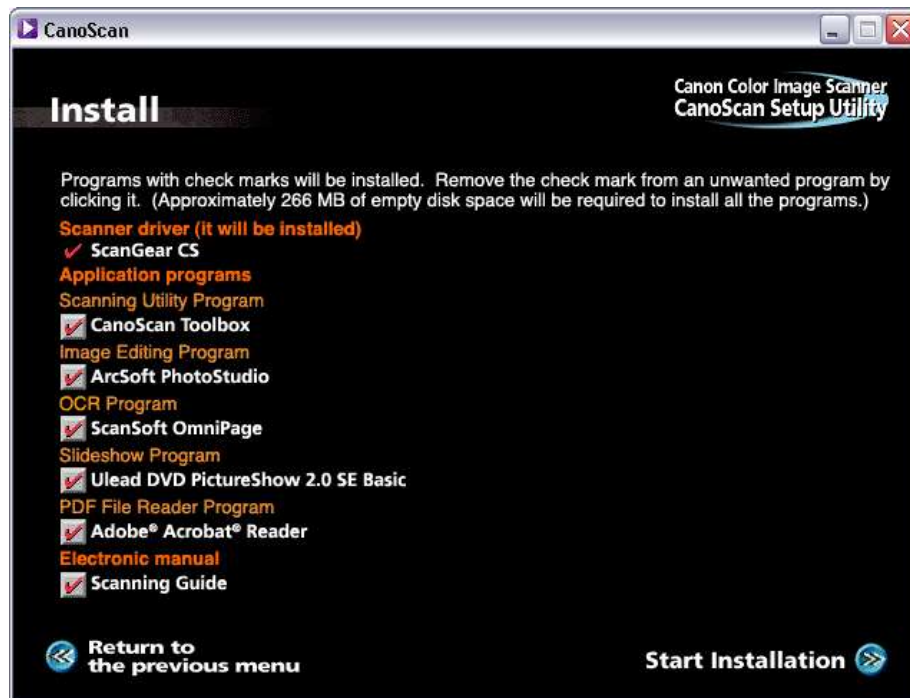 CanoScan
Canon Color Image Scanner
CanoScan Setup Utility
Install
Programs with check marks will be installed. Remove the check mark from an unwanted program by
clicking it. (Approximately 266 MB of empty disk space will be required to install all the programs.)
Scanner driver (it will be installed)
ScanGear CS
Application programs
Scanning Utility Program
CanoScan Toolbox
Image Editing Program
ArcSoft PhotoStudio
OCR Program
ScanSoft OmniPage
Slideshow Program
Ulead DVD PictureShow 2.0 SE Basic
PDF File Reader Program
Adobe® Acrobat® Reader
Electronic manual
Scanning Guide
Return to
the previous menu
Start Installation